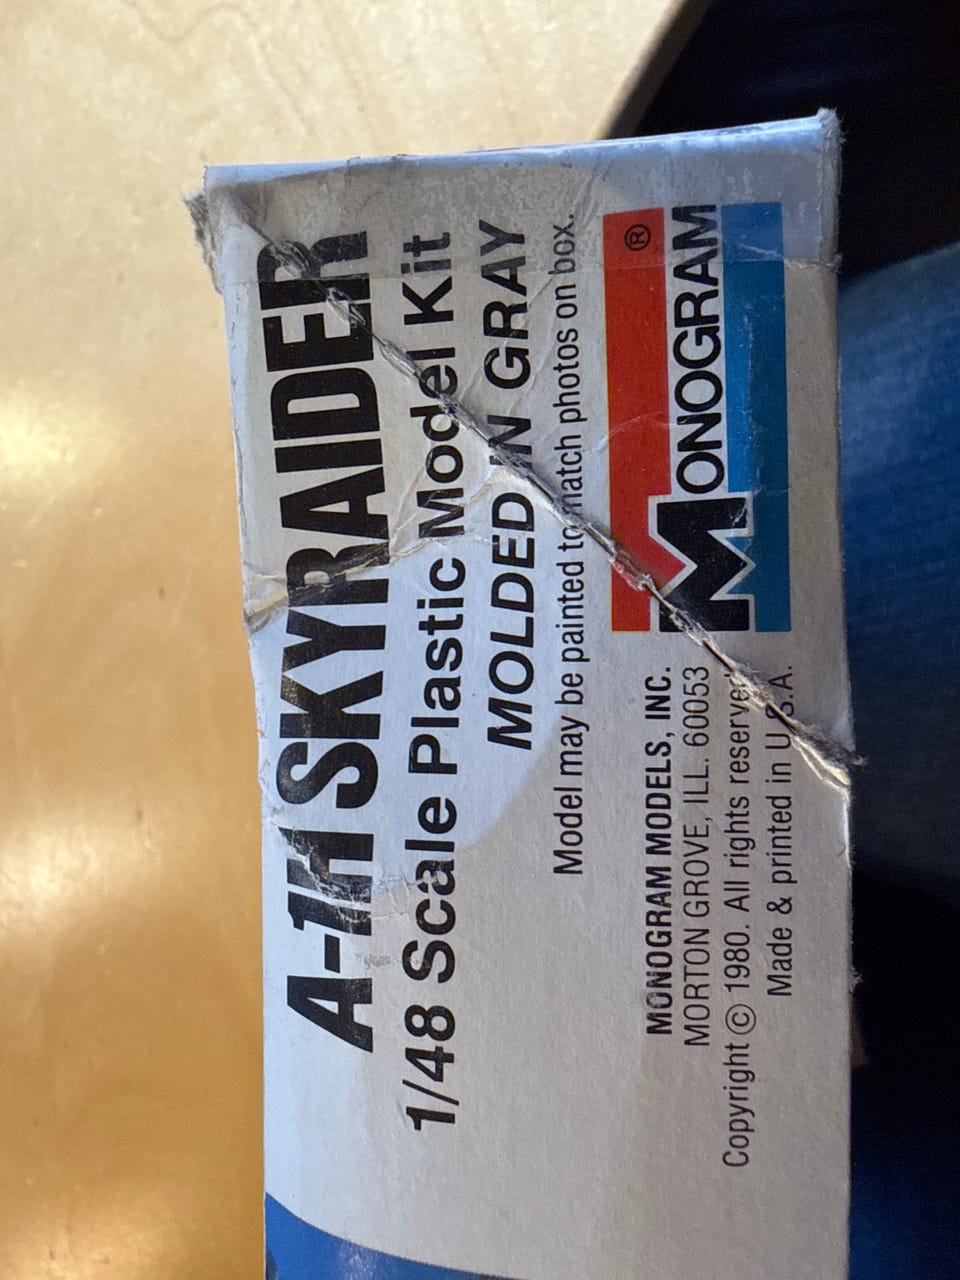 A-1H SKYRAIDER
1/48 Scale Plastic Model Kit
MOLDED IN GRAY
Model may be painted to match photos on box.
MONOGRAM MODELS, INC.
MORTON GROVE, ILL. 60053
Copyright © 1980. All rights reserved.
Made & printed in U.S.A.
MONOGRAM ®